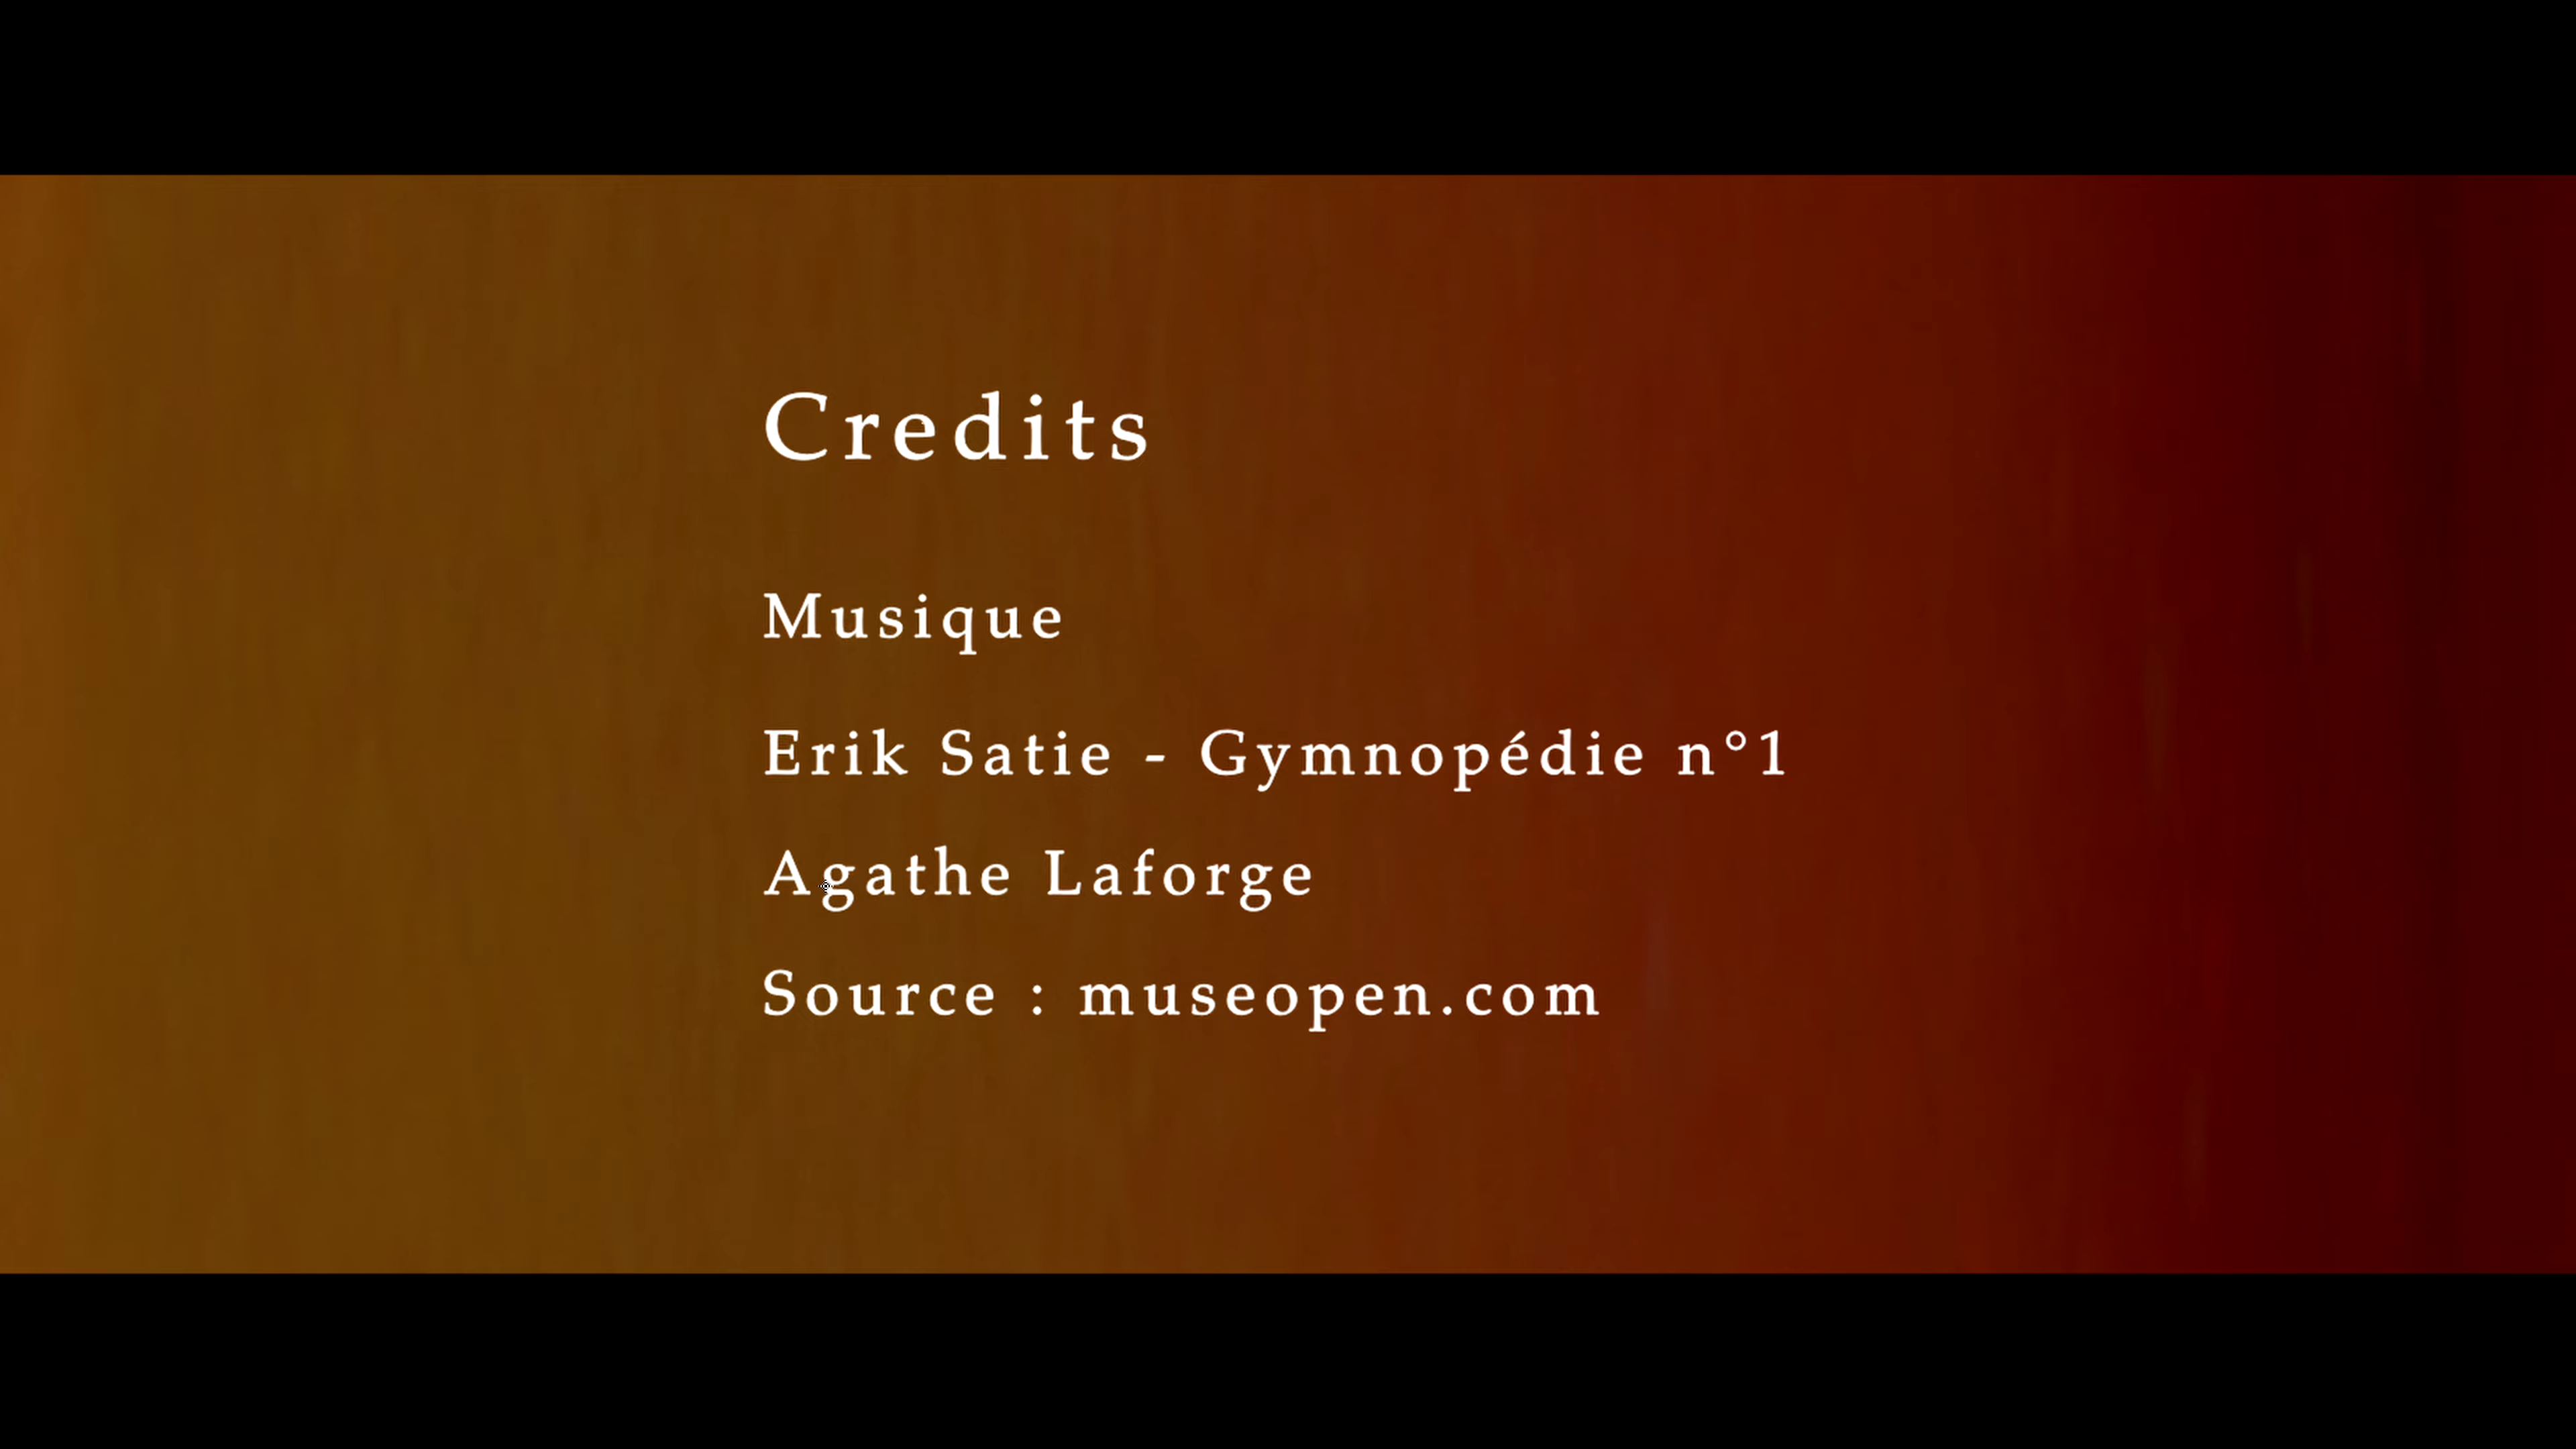 Credits
Musique
Erik Satie - Gymnopédie n°1
Agathe Laforge
Source : museopen.com